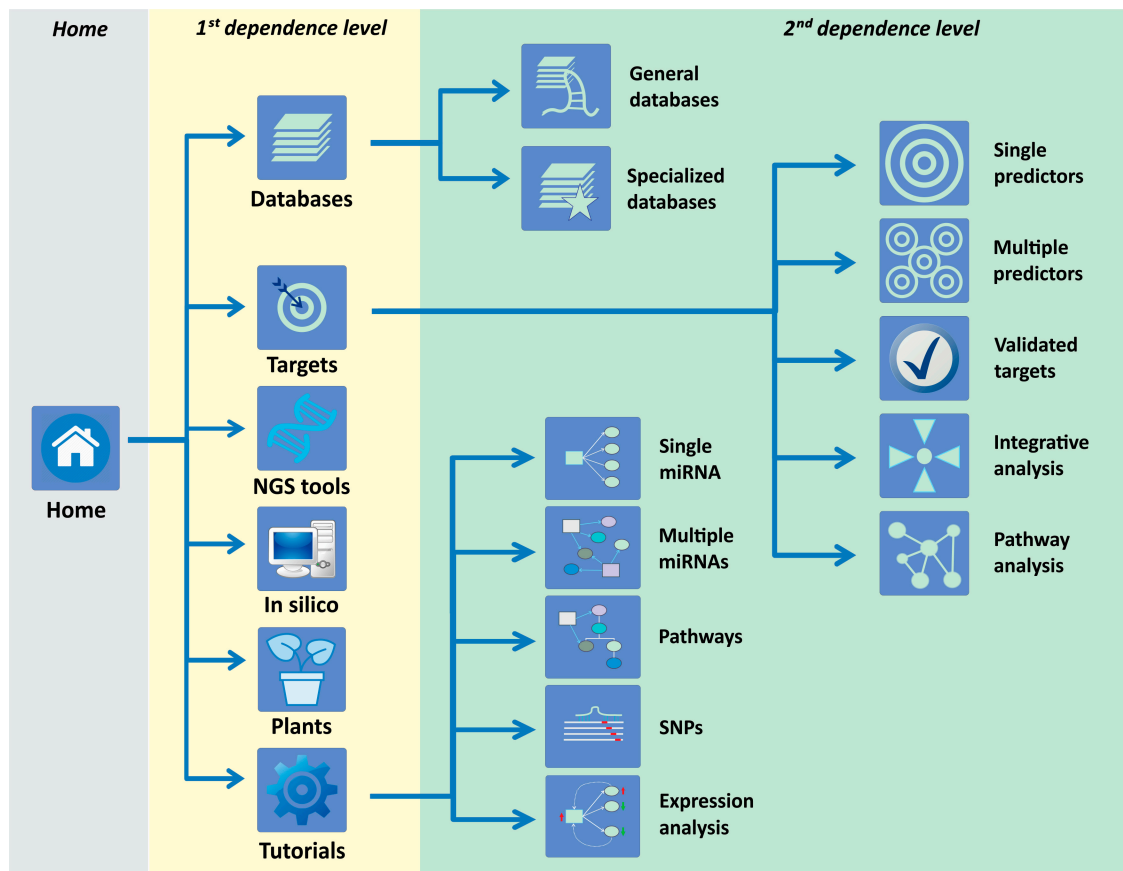 Home
1st dependence level
2nd dependence level
Home
Databases
Targets
NGS tools
In silico
Plants
Tutorials
General
databases
Specialized
databases
Single
predictors
Multiple
predictors
Validated
targets
Integrative
analysis
Pathway
analysis
Single
miRNA
Multiple
miRNAs
Pathways
SNPs
Expression
analysis